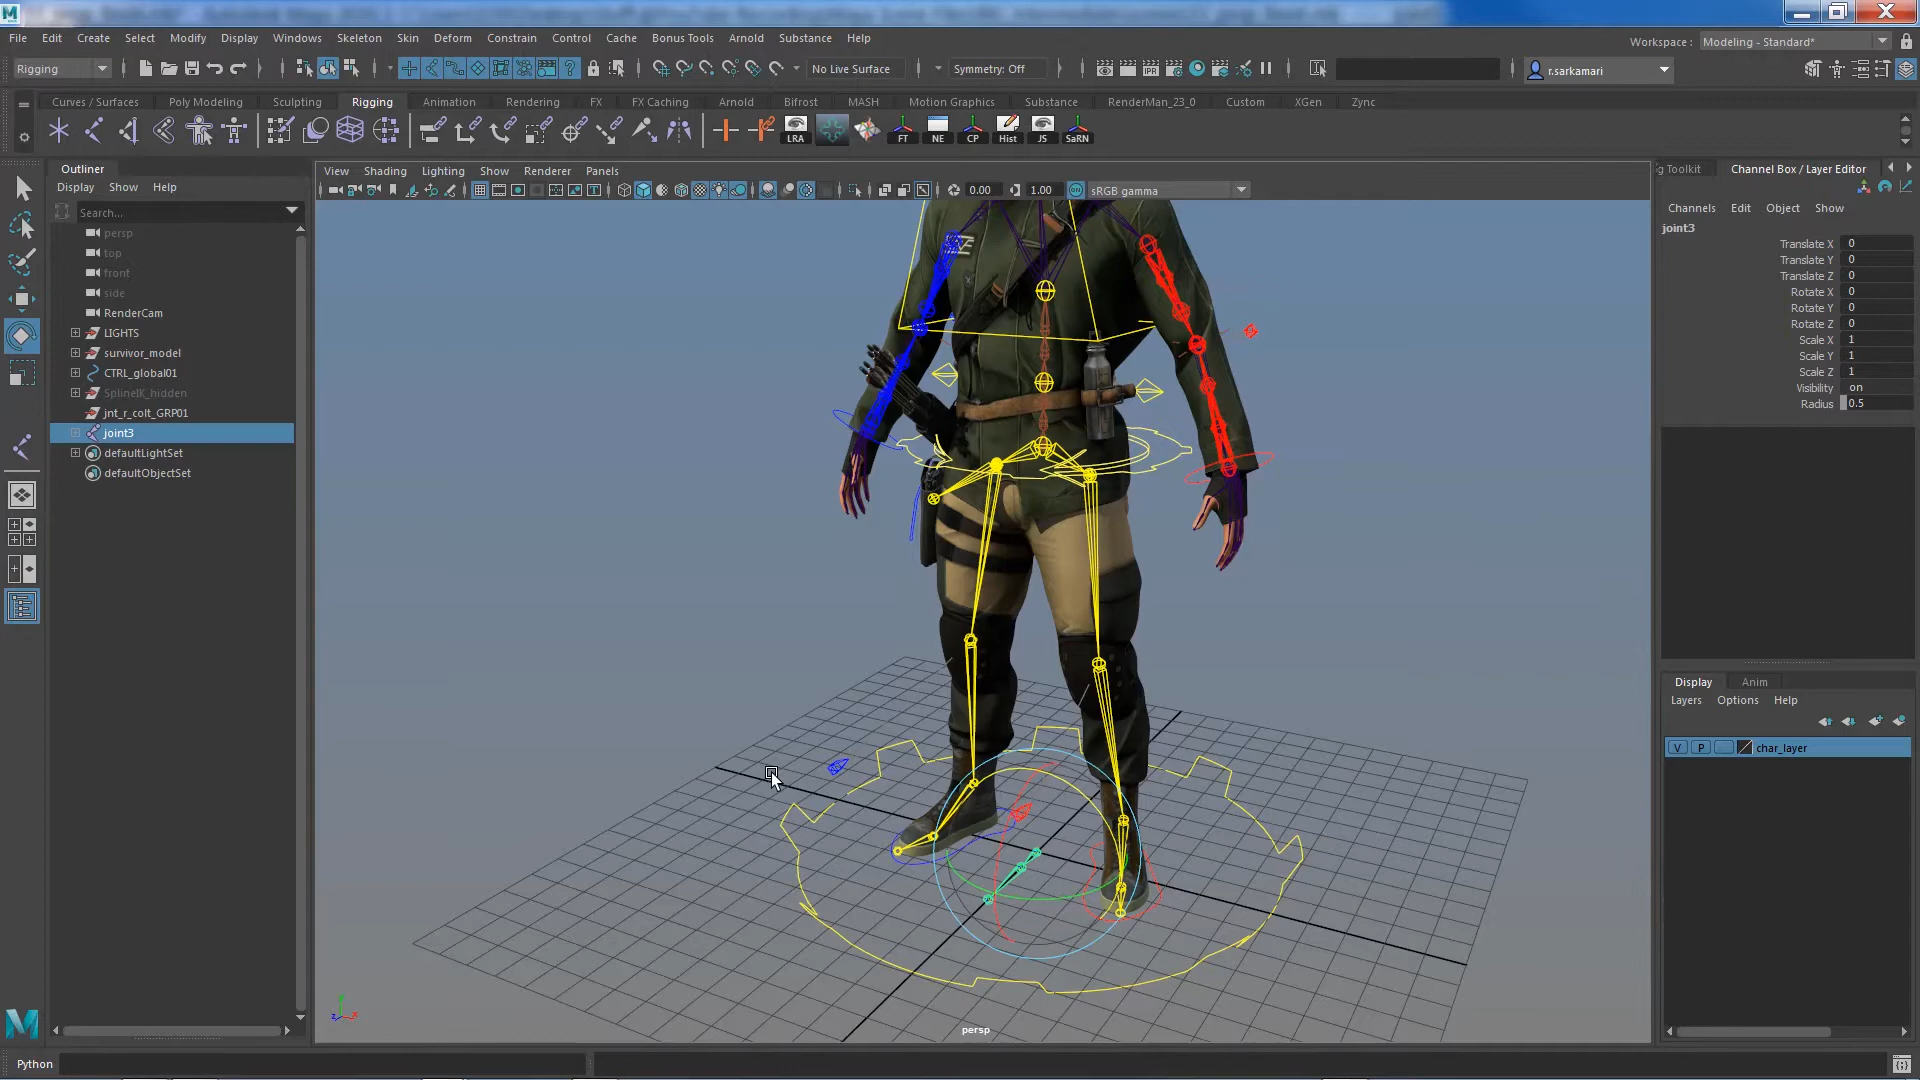 File Edit Create Select Modify Display Windows Skeleton Skin Deform Constrain Control Cache Bonus Tools Arnold Substance Help
Workspace : Modeling - Standard*
Rigging
No Live Surface
Symmetry: Off
r.sarkamari
Curves / Surfaces Poly Modeling Sculpting Rigging Animation Rendering FX FX Caching Arnold Bifrost MASH Motion Graphics Substance RenderMan_23_0 Custom XGen Zync
LRA FT NE CP Hist JS SaRN
Outliner
Display Show Help
Search...
persp
top
front
side
RenderCam
LIGHTS
survivor_model
CTRL_global01
SplineIK_hidden
jnt_r_colt_GRP01
joint3
defaultLightSet
defaultObjectSet
View Shading Lighting Show Renderer Panels
0.00 1.00 sRGB gamma
persp
g Toolkit Channel Box / Layer Editor
Channels Edit Object Show
joint3
Translate X 0
Translate Y 0
Translate Z 0
Rotate X 0
Rotate Y 0
Rotate Z 0
Scale X 1
Scale Y 1
Scale Z 1
Visibility on
Radius 0.5
Display Anim
Layers Options Help
V P char_layer
Python